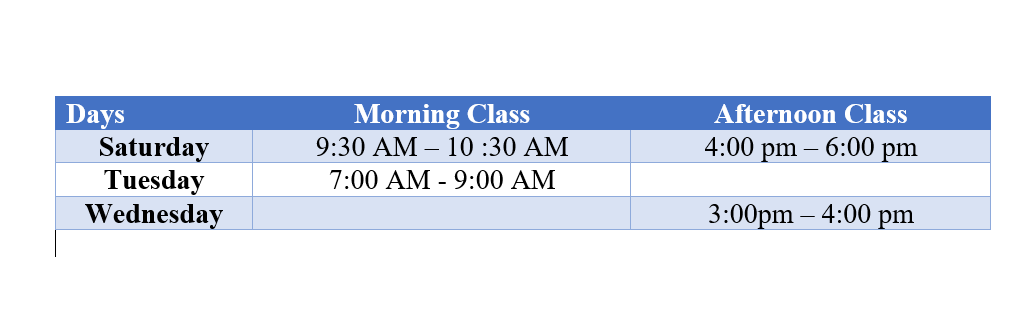 Days Morning Class Afternoon Class
Saturday 9:30 AM – 10 :30 AM 4:00 pm – 6:00 pm
Tuesday 7:00 AM - 9:00 AM
Wednesday 3:00pm – 4:00 pm